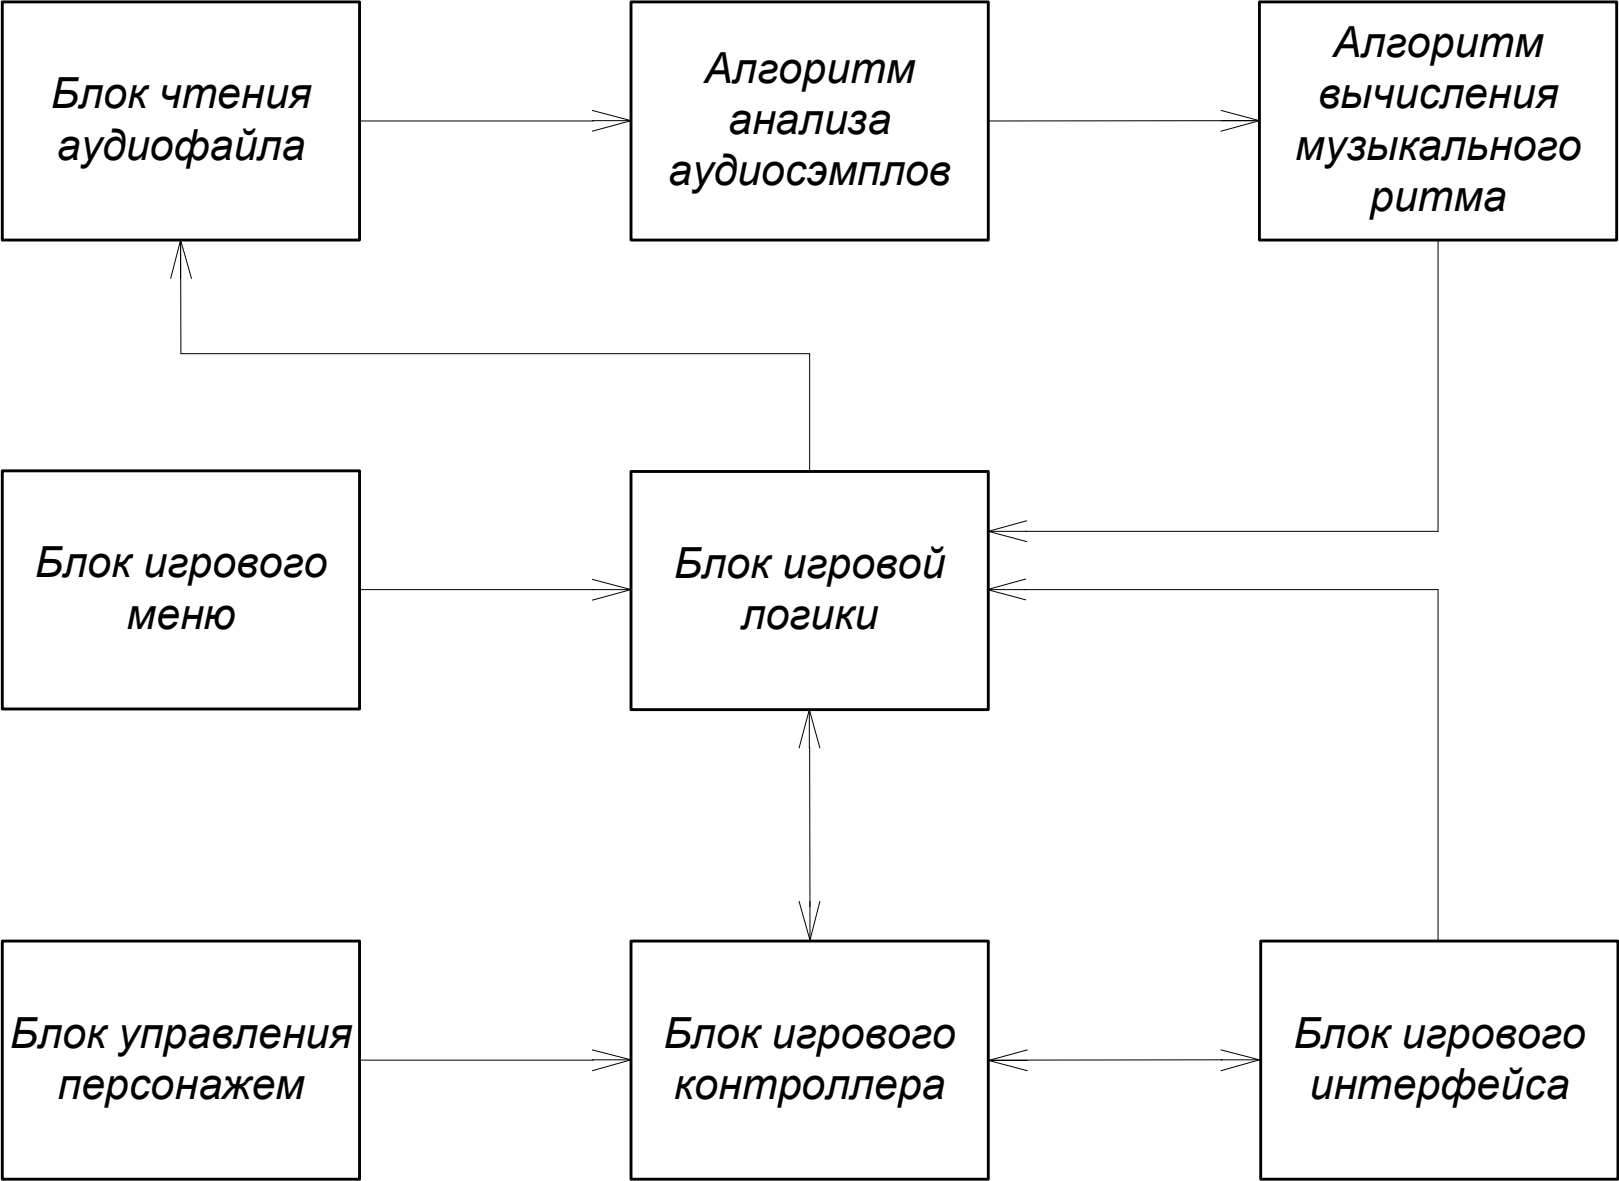 Блок чтения
аудиофайла
Алгоритм
анализа
аудиосэмплов
Алгоритм
вычисления
музыкального
ритма
Блок игрового
меню
Блок игровой
логики
Блок управления
персонажем
Блок игрового
контроллера
Блок игрового
интерфейса